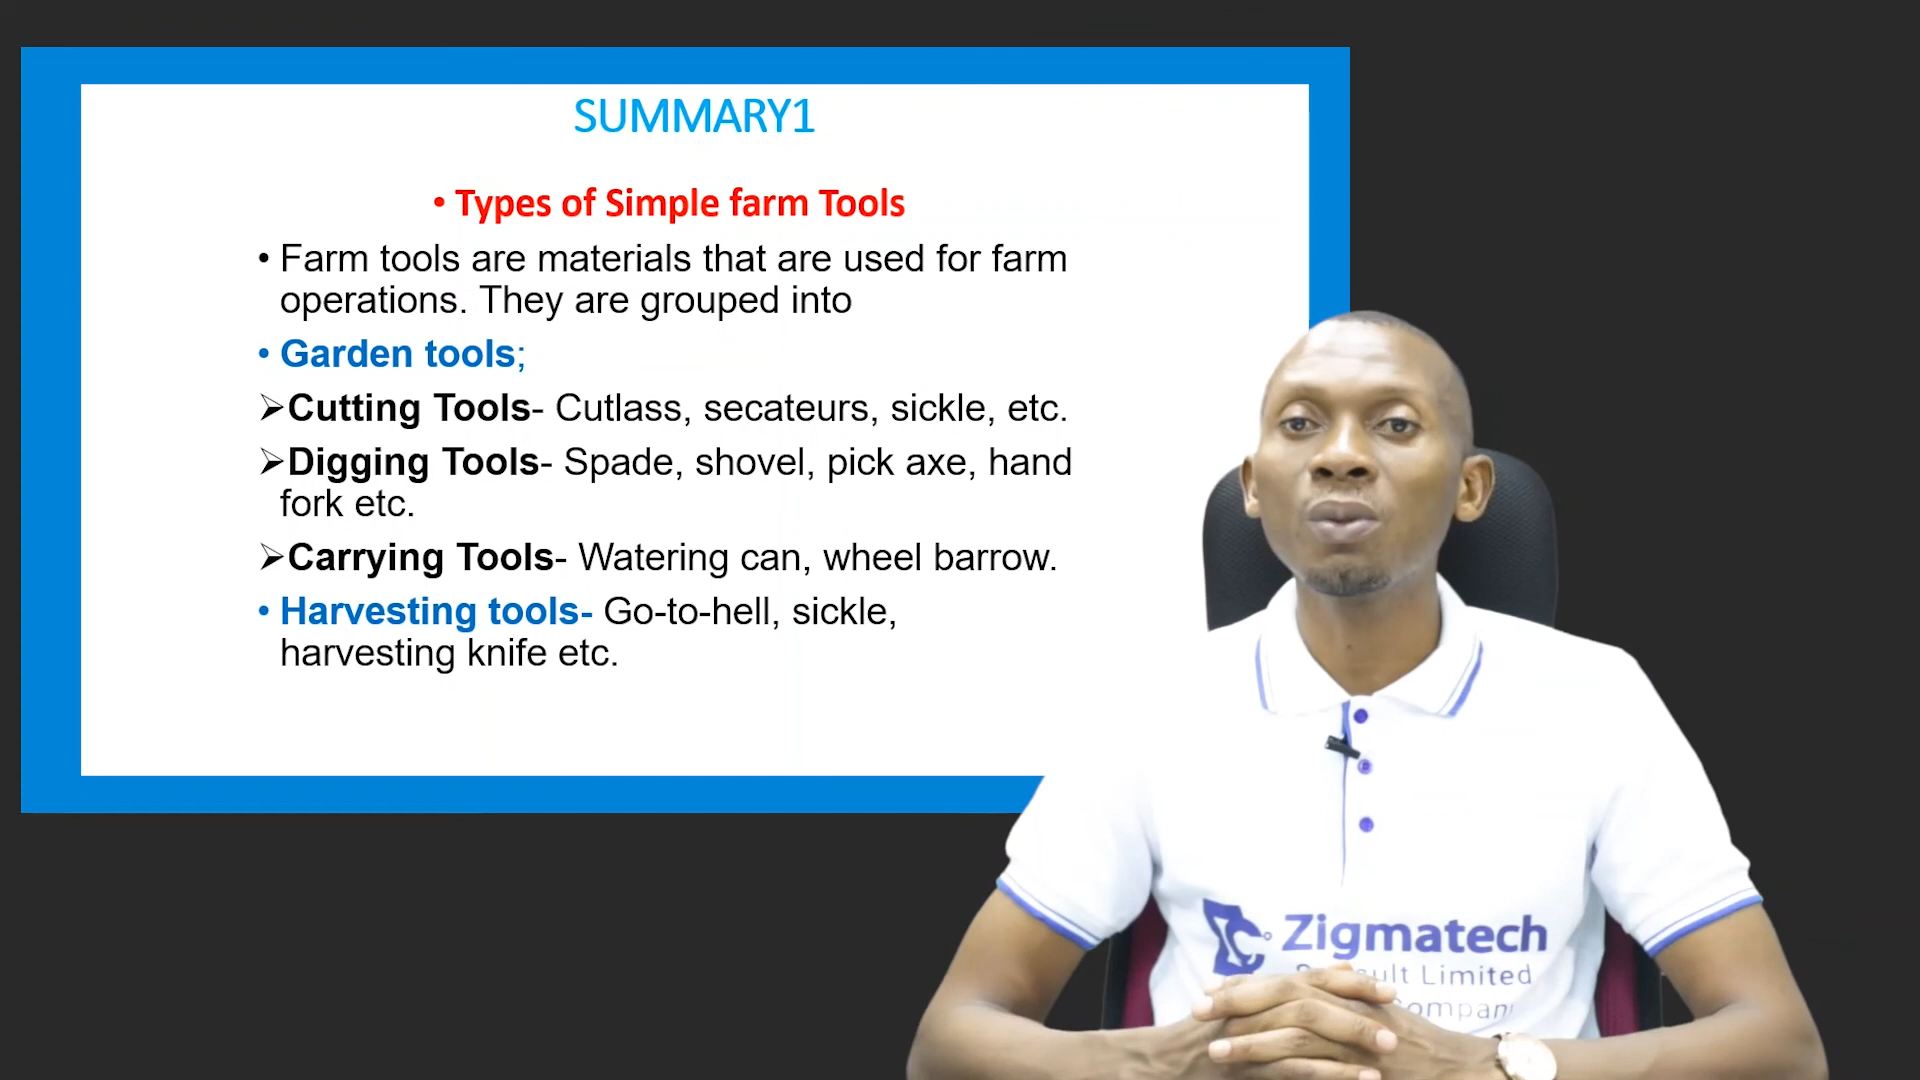 SUMMARY1
• Types of Simple farm Tools
• Farm tools are materials that are used for farm
operations. They are grouped into
• Garden tools;
➢Cutting Tools- Cutlass, secateurs, sickle, etc.
➢Digging Tools- Spade, shovel, pick axe, hand
fork etc.
➢Carrying Tools- Watering can, wheel barrow.
• Harvesting tools- Go-to-hell, sickle,
harvesting knife etc.
Zigmatech
Limited